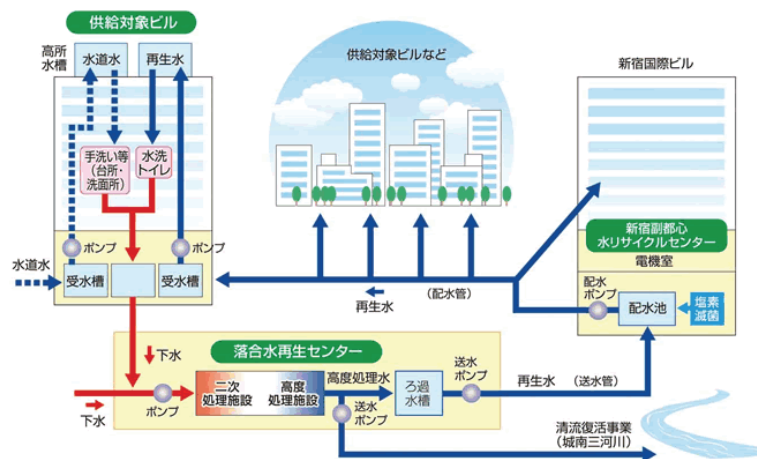 供給対象ビル
高所
水槽
水道水
再生水
手洗い等
(台所・
洗面所)
水洗
トイレ
ポンプ
ポンプ
水道水
受水槽
受水槽
供給対象ビルなど
再生水
(配水管)
新宿国際ビル
新宿副都心
水リサイクルセンター
電機室
配水
ポンプ
配水池
塩素
滅菌
落合水再生センター
下水
下水
ポンプ
二次
処理施設
高度
処理施設
高度処理水
送水
ポンプ
ろ過
水槽
送水
ポンプ
再生水
(送水管)
清流復活事業
(城南三河川)